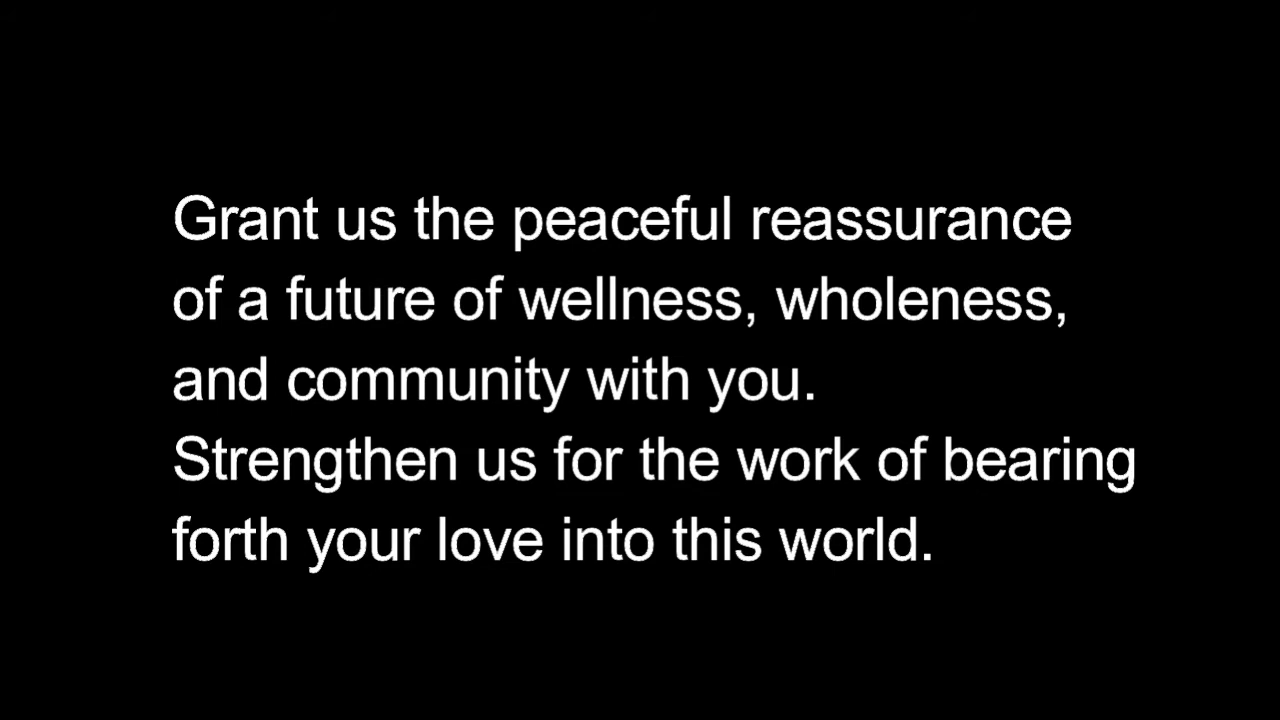 Grant us the peaceful reassurance
of a future of wellness, wholeness,
and community with you.
Strengthen us for the work of bearing
forth your love into this world.